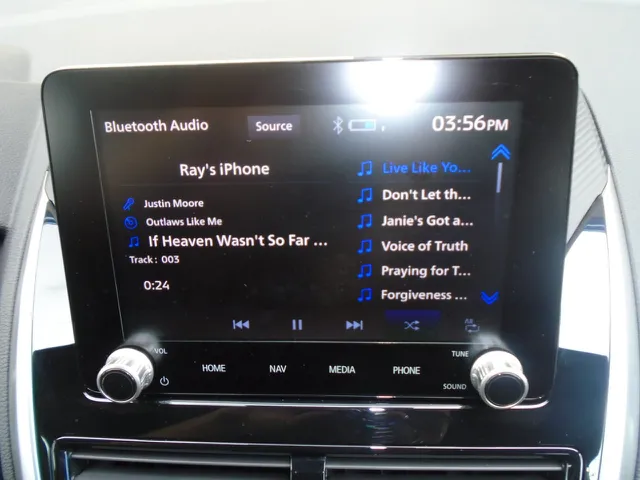 Bluetooth Audio
Source
03:56PM
Ray's iPhone
Justin Moore
Outlaws Like Me
If Heaven Wasn't So Far ...
Track : 003
0:24
Live Like Yo...
Don't Let th...
Janie's Got a...
Voice of Truth
Praying for T...
Forgiveness ...
VOL
HOME
NAV
MEDIA
PHONE
TUNE
SOUND